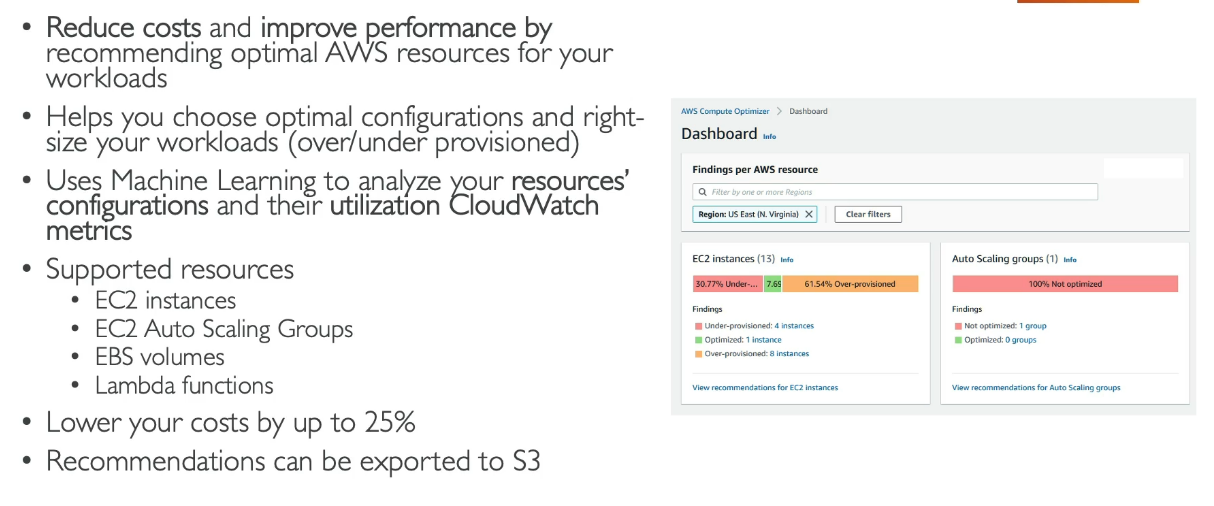 • Reduce costs and improve performance by
recommending optimal AWS resources for your
workloads
• Helps you choose optimal configurations and right-
size your workloads (over/under provisioned)
• Uses Machine Learning to analyze your resources’
configurations and their utilization CloudWatch
metrics
• Supported resources
• EC2 instances
• EC2 Auto Scaling Groups
• EBS volumes
• Lambda functions
• Lower your costs by up to 25%
• Recommendations can be exported to S3
AWS Compute Optimizer > Dashboard
Dashboard Info
Findings per AWS resource
Filter by one or more Regions
Region: US East (N. Virginia) X Clear filters
EC2 instances (13) Info
30.77% Under-... 7.69 61.54% Over-provisioned
Findings
Under-provisioned: 4 instances
Optimized: 1 instance
Over-provisioned: 8 instances
View recommendations for EC2 instances
Auto Scaling groups (1) Info
100% Not optimized
Findings
Not optimized: 1 group
Optimized: 0 groups
View recommendations for Auto Scaling groups